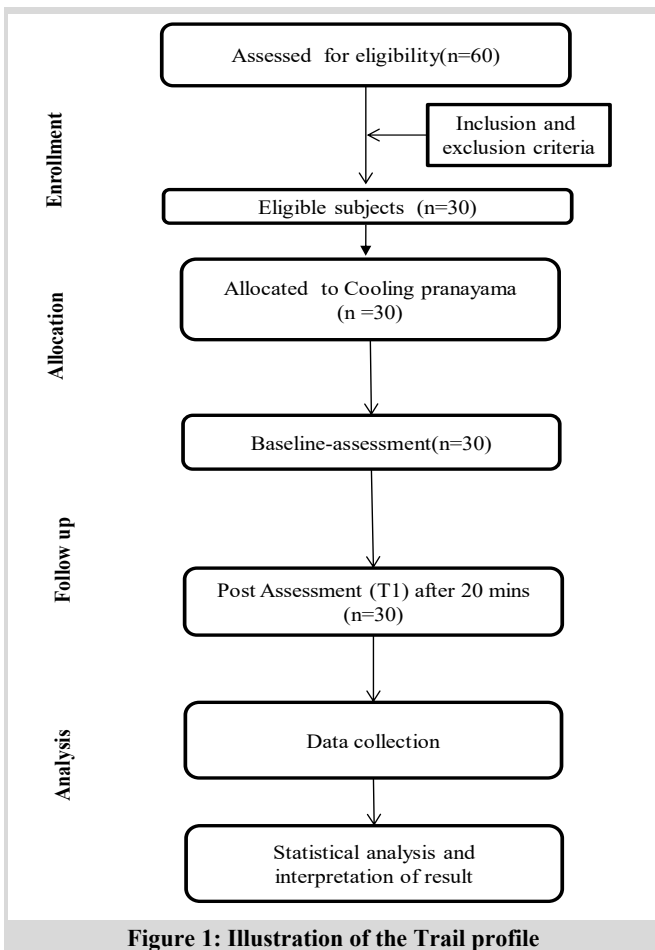 Assessed for eligibility(n=60)
Enrollment
Inclusion and
exclusion criteria
Eligible subjects (n=30)
Allocation
Allocated to Cooling pranayama
(n =30)
Baseline-assessment(n=30)
Follow up
Post Assessment (T1) after 20 mins
(n=30)
Analysis
Data collection
Statistical analysis and
interpretation of result
Figure 1: Illustration of the Trail profile